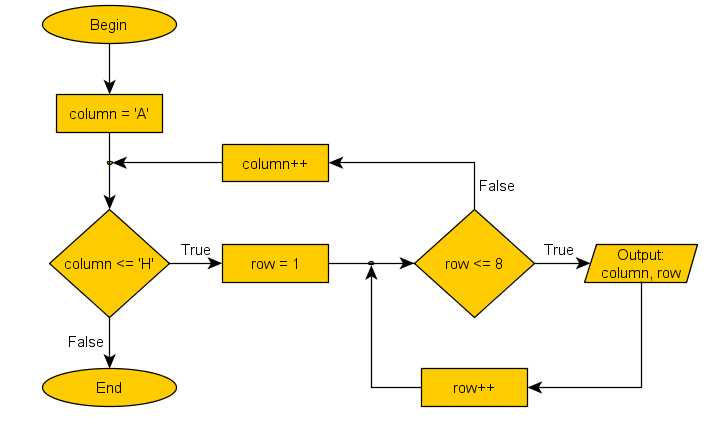 Begin
column = 'A'
column++
False
column <= 'H'
True
row = 1
row <= 8
True
Output:
column, row
False
End
row++